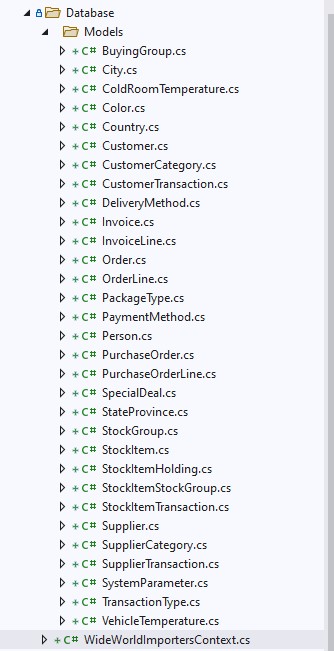 Database
Models
C# BuyingGroup.cs
C# City.cs
C# ColdRoomTemperature.cs
C# Color.cs
C# Country.cs
C# Customer.cs
C# CustomerCategory.cs
C# CustomerTransaction.cs
C# DeliveryMethod.cs
C# Invoice.cs
C# InvoiceLine.cs
C# Order.cs
C# OrderLine.cs
C# PackageType.cs
C# PaymentMethod.cs
C# Person.cs
C# PurchaseOrder.cs
C# PurchaseOrderLine.cs
C# SpecialDeal.cs
C# StateProvince.cs
C# StockGroup.cs
C# StockItem.cs
C# StockItemHolding.cs
C# StockItemStockGroup.cs
C# StockItemTransaction.cs
C# Supplier.cs
C# SupplierCategory.cs
C# SupplierTransaction.cs
C# SystemParameter.cs
C# TransactionType.cs
C# VehicleTemperature.cs
C# WideWorldImportersContext.cs